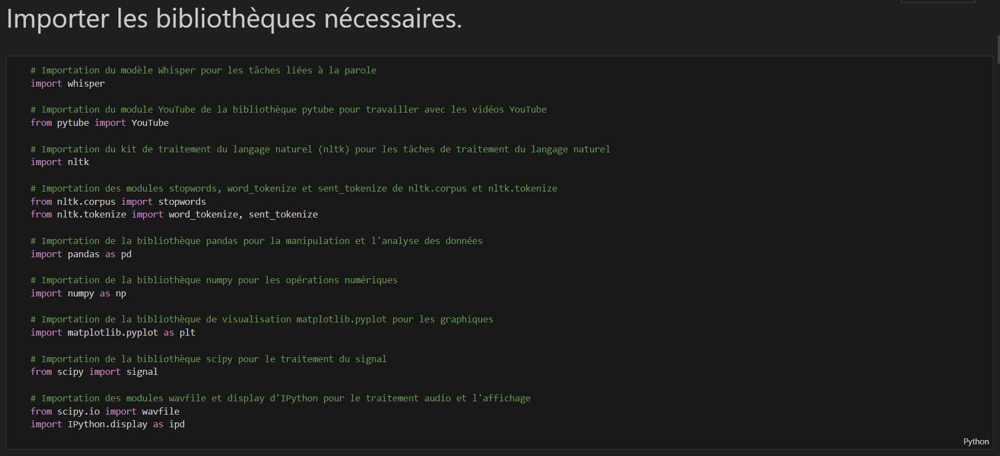 Importer les bibliothèques nécessaires.
# Importation du modèle Whisper pour les tâches liées à la parole
import whisper
# Importation du module YouTube de la bibliothèque pytube pour travailler avec les vidéos YouTube
from pytube import YouTube
# Importation du kit de traitement du langage naturel (nltk) pour les tâches de traitement du langage naturel
import nltk
# Importation des modules stopwords, word_tokenize et sent_tokenize de nltk.corpus et nltk.tokenize
from nltk.corpus import stopwords
from nltk.tokenize import word_tokenize, sent_tokenize
# Importation de la bibliothèque pandas pour la manipulation et l'analyse des données
import pandas as pd
# Importation de la bibliothèque numpy pour les opérations numériques
import numpy as np
# Importation de la bibliothèque de visualisation matplotlib.pyplot pour les graphiques
import matplotlib.pyplot as plt
# Importation de la bibliothèque scipy pour le traitement du signal
from scipy import signal
# Importation des modules wavfile et display d'IPython pour le traitement audio et l'affichage
from scipy.io import wavfile
import IPython.display as ipd
Python